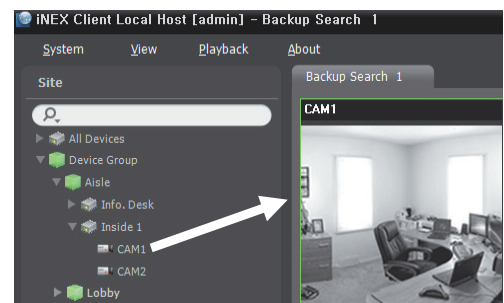 iNEX Client Local Host [admin] – Backup Search 1
System View Playback About
Site
Backup Search 1
CAM1
All Devices
Device Group
Aisle
Info. Desk
Inside 1
CAM1
CAM2
Lobby